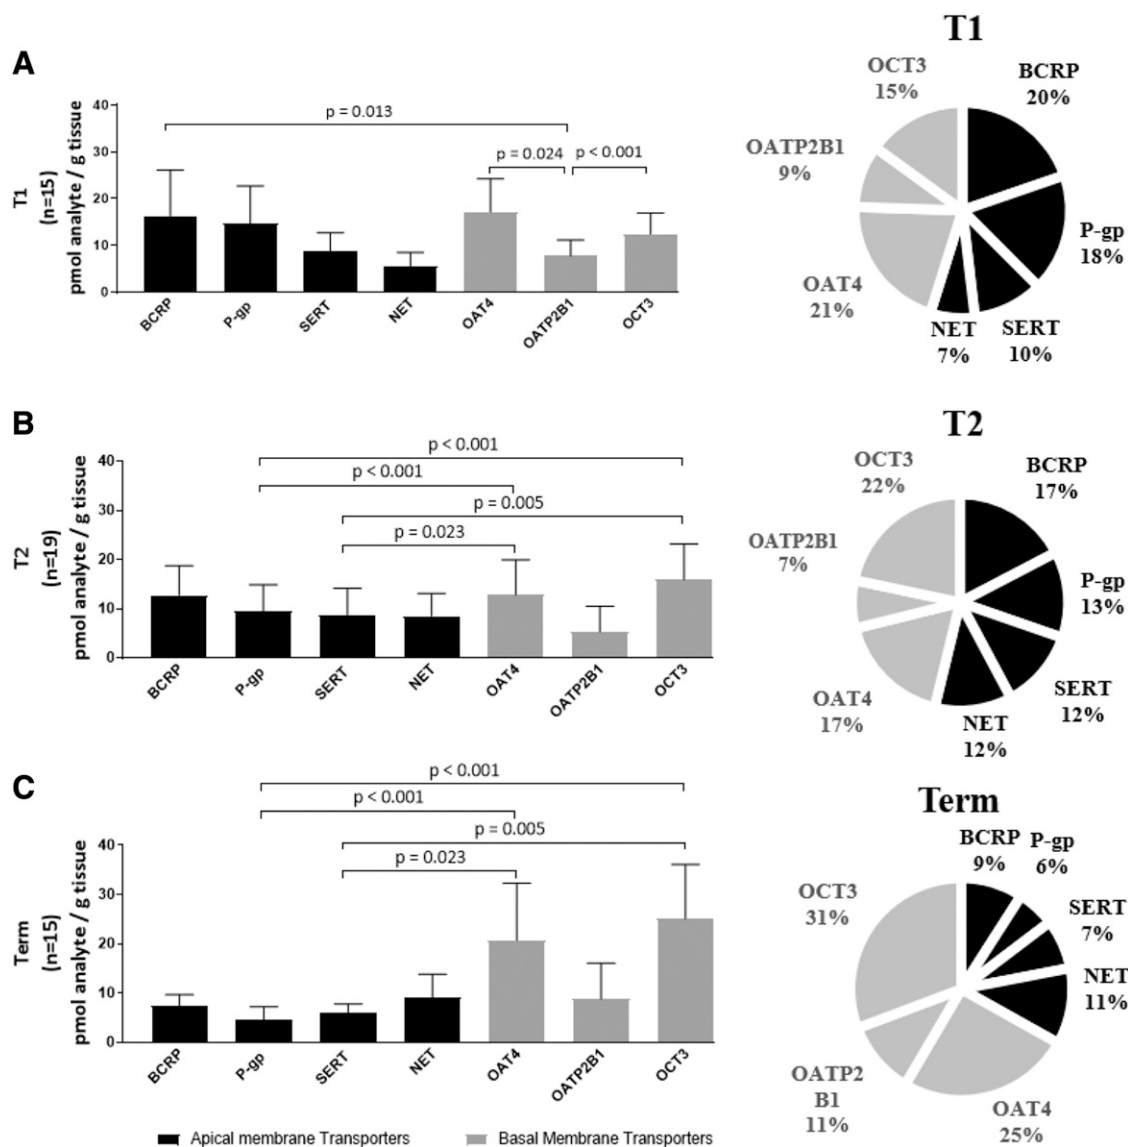 A
T1
(n=15)
pmol analyte / g tissue
40
30
20
10
0
p = 0.013
p = 0.024
p < 0.001
BCRP
P-gp
SERT
NET
OAT4
OATP2B1
OCT3
T1
OCT3
15%
BCRP
20%
OATP2B1
9%
P-gp
18%
OAT4
21%
NET
7%
SERT
10%
B
T2
(n=19)
pmol analyte / g tissue
40
30
20
10
0
p < 0.001
p < 0.001
p = 0.005
p = 0.023
BCRP
P-gp
SERT
NET
OAT4
OATP2B1
OCT3
T2
OCT3
22%
BCRP
17%
OATP2B1
7%
P-gp
13%
OAT4
17%
SERT
12%
NET
12%
C
Term
(n=15)
pmol analyte / g tissue
40
30
20
10
0
p < 0.001
p < 0.001
p = 0.005
p = 0.023
BCRP
P-gp
SERT
NET
OAT4
OATP2B1
OCT3
Term
BCRP
9%
P-gp
6%
OCT3
31%
SERT
7%
NET
11%
OATP2
B1
11%
OAT4
25%
Apical membrane Transporters
Basal Membrane Transporters